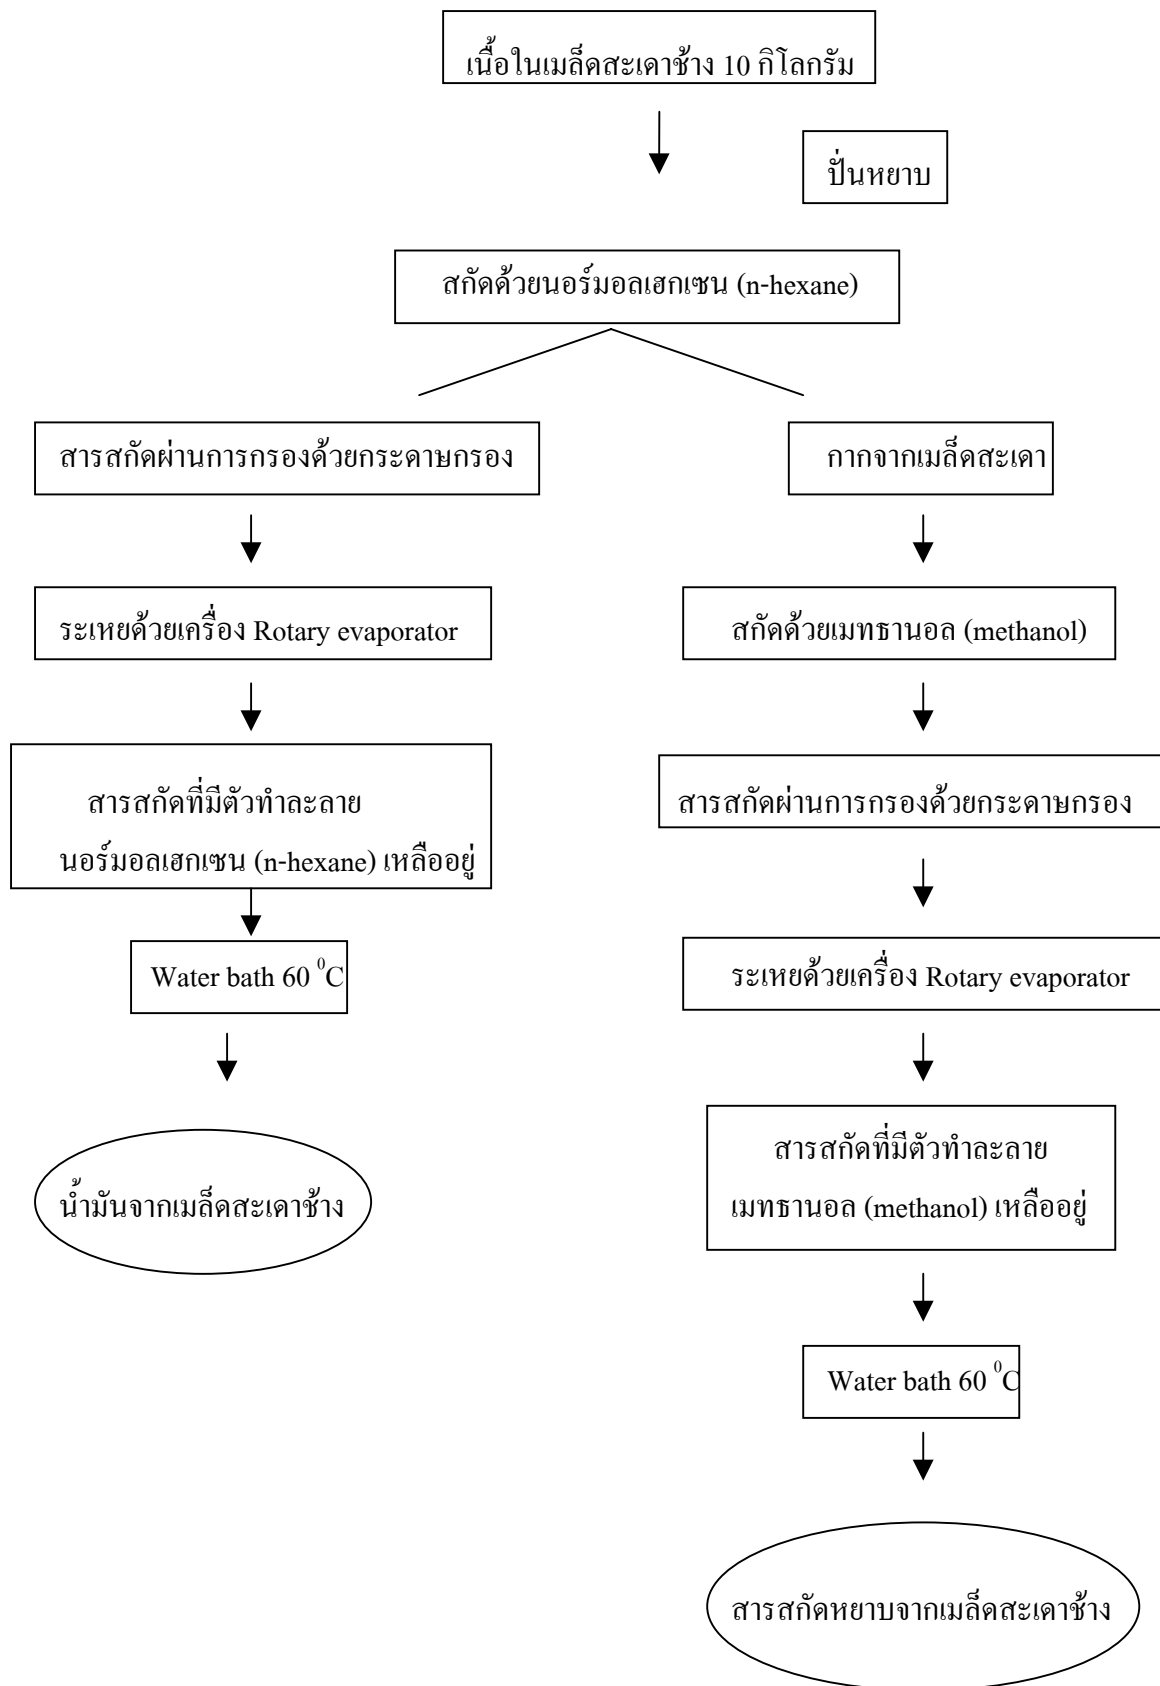 เนื้อในเมล็ดสะเดาช้าง 10 กิโลกรัม
ปั่นหยาบ
สกัดด้วยนอร์มอลเฮกเซน (n-hexane)
สารสกัดผ่านการกรองด้วยกระดาษกรอง
กากจากเมล็ดสะเดา
ระเหยด้วยเครื่อง Rotary evaporator
สกัดด้วยเมทธานอล (methanol)
สารสกัดที่มีตัวทำละลาย
นอร์มอลเฮกเซน (n-hexane) เหลืออยู่
สารสกัดผ่านการกรองด้วยกระดาษกรอง
Water bath 60 ⁰C
ระเหยด้วยเครื่อง Rotary evaporator
น้ำมันจากเมล็ดสะเดาช้าง
สารสกัดที่มีตัวทำละลาย
เมทธานอล (methanol) เหลืออยู่
Water bath 60 ⁰C
สารสกัดหยาบจากเมล็ดสะเดาช้าง